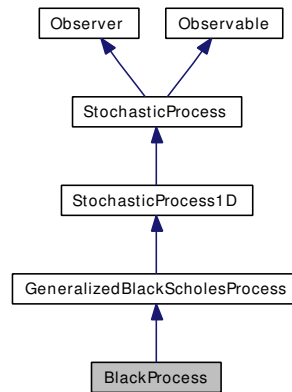 Observer
Observable
StochasticProcess
StochasticProcess1D
GeneralizedBlackScholesProcess
BlackProcess